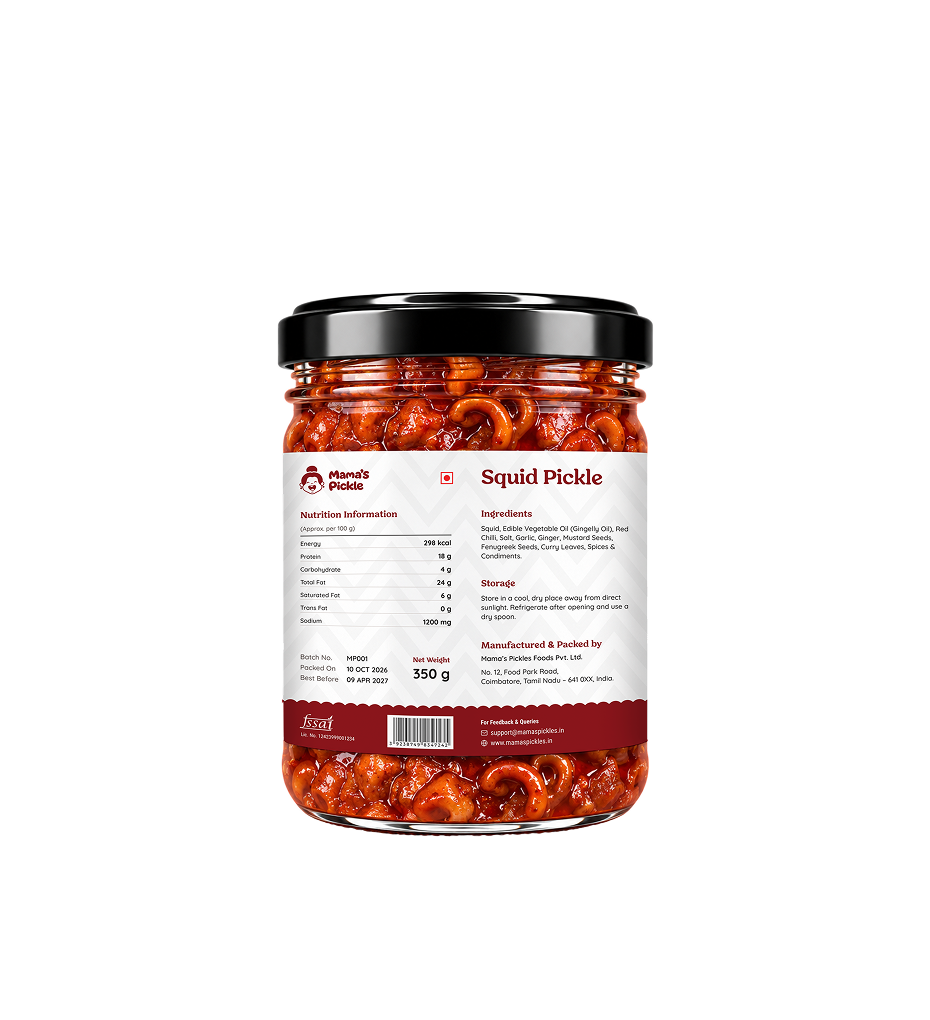 Mama's
Pickle
Nutrition Information
(Approx. per 100 g)
Energy 298 kcal
Protein 18 g
Carbohydrate 4 g
Total Fat 24 g
Saturated Fat 6 g
Trans Fat 0 g
Sodium 1200 mg
Batch No. MP001
Packed On 10 OCT 2026
Best Before 09 APR 2027
Net Weight
350 g
fssai
Lic. No. 12423999001234
Squid Pickle
Ingredients
Squid, Edible Vegetable Oil (Gingelly Oil), Red
Chilli, Salt, Garlic, Ginger, Mustard Seeds,
Fenugreek Seeds, Curry Leaves, Spices &
Condiments.
Storage
Store in a cool, dry place away from direct
sunlight. Refrigerate after opening and use a
dry spoon.
Manufactured & Packed by
Mama's Pickles Foods Pvt. Ltd.
No. 12, Food Park Road,
Coimbatore, Tamil Nadu – 641 0XX, India.
For Feedback & Queries
support@mamaspickles.in
www.mamaspickles.in